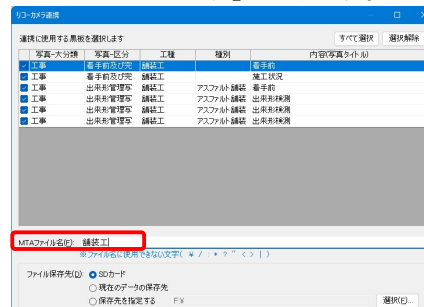 リコーカメラ連携
連携に使用する黒板を選択します
すべて選択 選択解除
写真-大分類 写真-区分 工種 種別 内容(写真タイトル)
工事 着手前及び完 舗装工 着手前
工事 着手前及び完 舗装工 施工状況
工事 出来形管理写 舗装工 アスファルト舗装 着手前
工事 出来形管理写 舗装工 アスファルト舗装 出来形検測
工事 出来形管理写 舗装工 アスファルト舗装 出来形検測
工事 出来形管理写 舗装工 アスファルト舗装 出来形検測
MTAファイル名(F): 舗装工
※ファイル名に使用できない文字( ¥ / : * ? " < > | )
ファイル保存先(D): SDカード
現在のデータの保存先
保存先を指定する F:¥ 選択(E)...